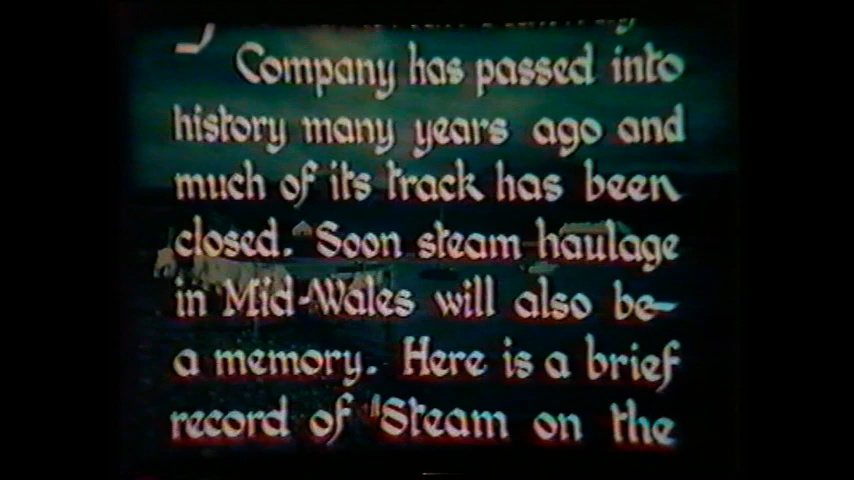 Company has passed into
history many years ago and
much of its track has been
closed. Soon steam haulage
in Mid-Wales will also be-
a memory. Here is a brief
record of "Steam on the